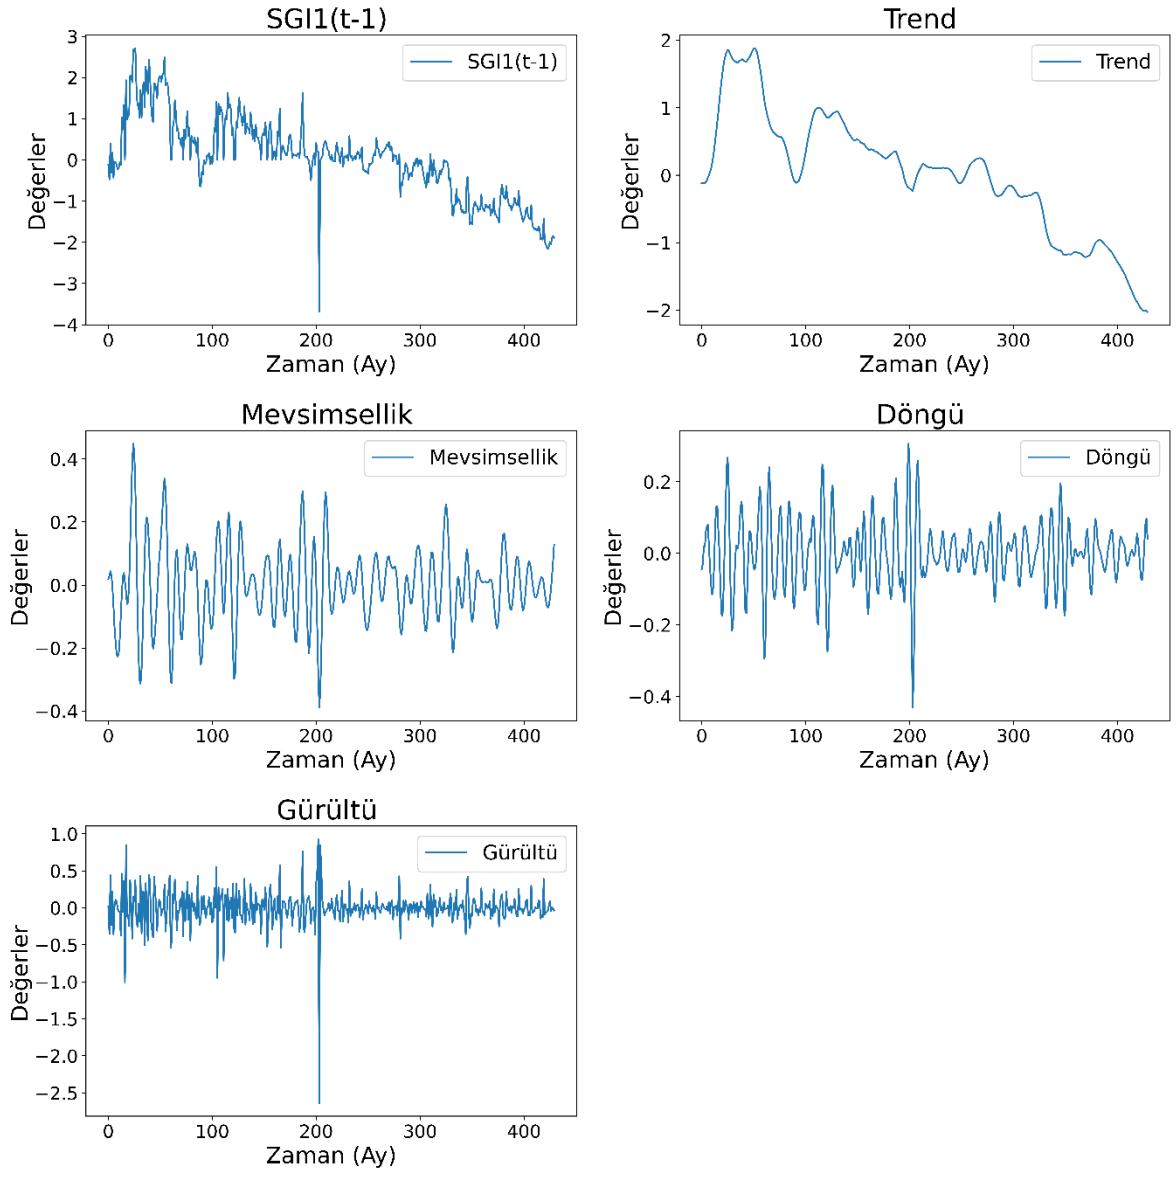 SGI1(t-1)
3
2
1
0
−1
−2
−3
−4
Değerler
SGI1(t-1)
0
100
200
300
400
Zaman (Ay)
Trend
2
1
0
−1
−2
Değerler
Trend
0
100
200
300
400
Zaman (Ay)
Mevsimsellik
0.4
0.2
0.0
−0.2
−0.4
Değerler
Mevsimsellik
0
100
200
300
400
Zaman (Ay)
Döngü
0.2
0.0
−0.2
−0.4
Değerler
Döngü
0
100
200
300
400
Zaman (Ay)
Gürültü
1.0
0.5
0.0
−0.5
−1.0
−1.5
−2.0
−2.5
Değerler
Gürültü
0
100
200
300
400
Zaman (Ay)